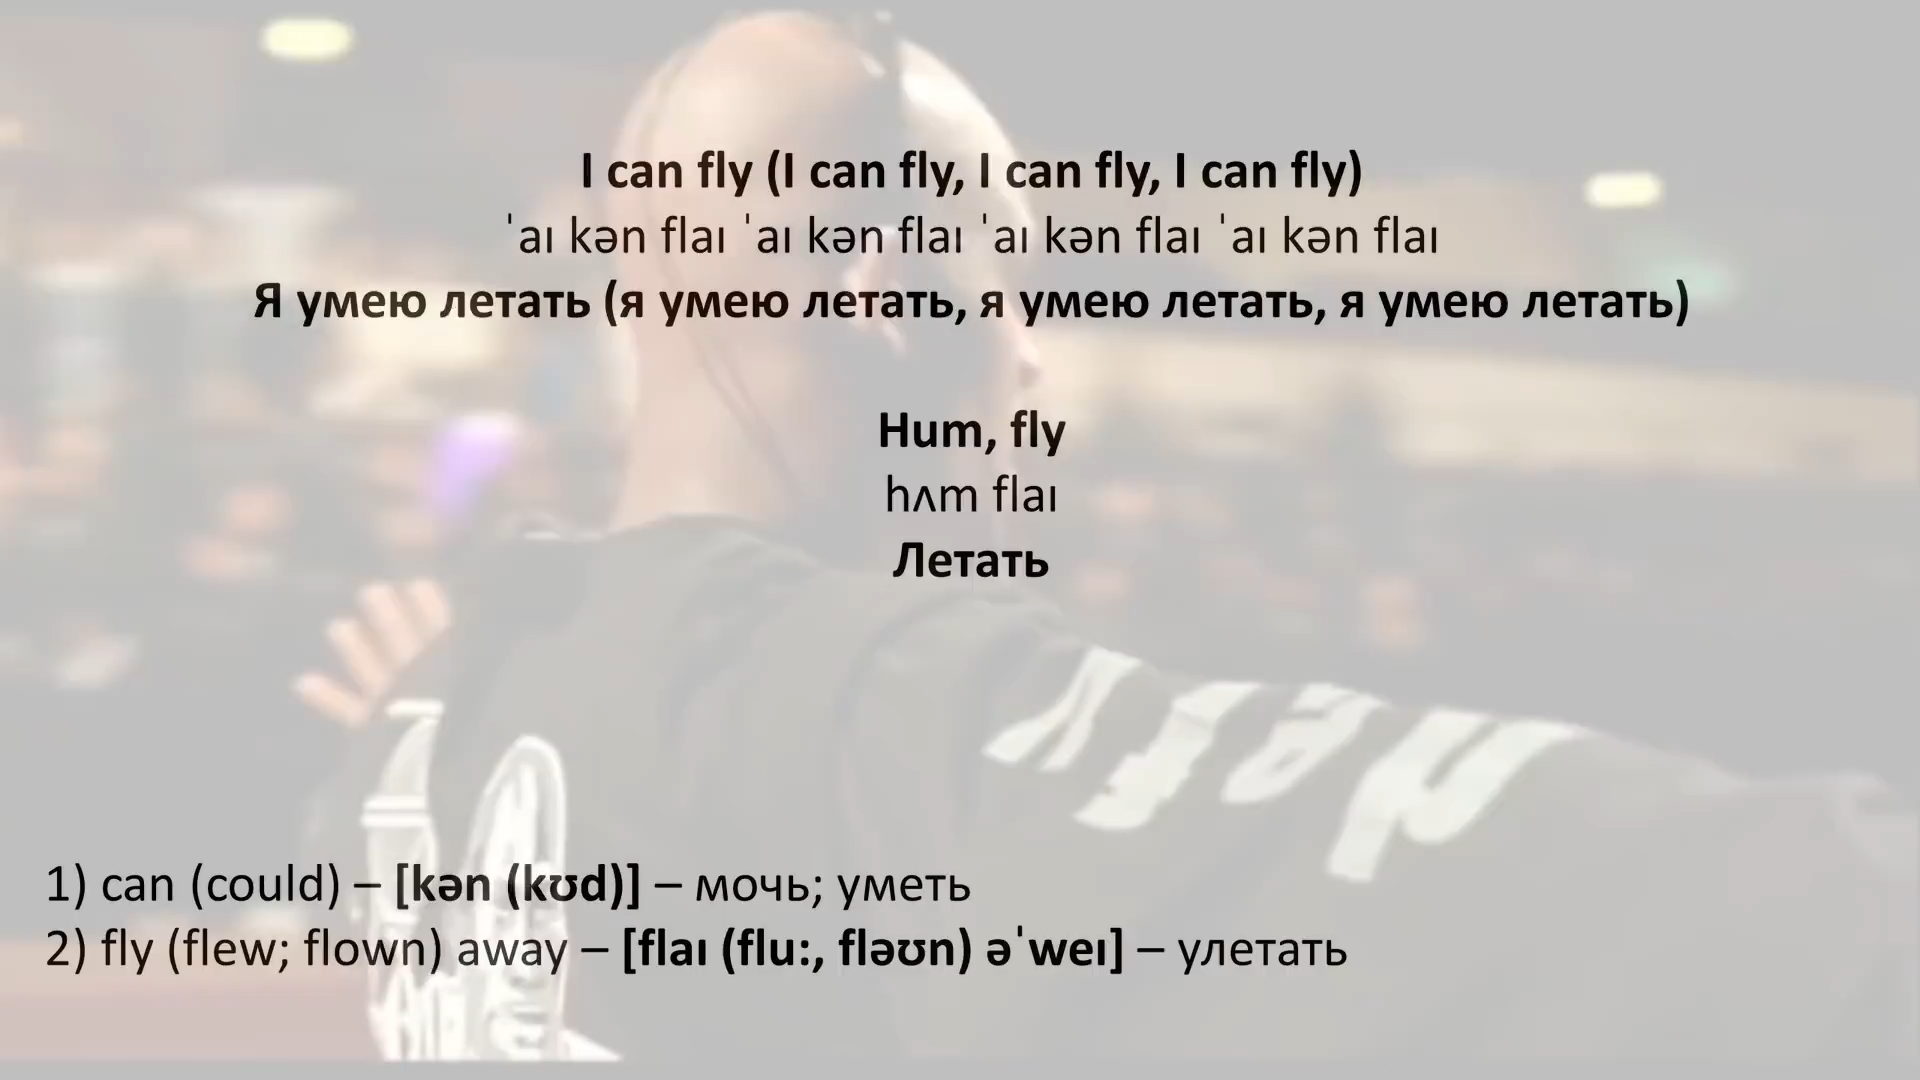 I can fly (I can fly, I can fly, I can fly)
ˈaɪ kən flaɪ ˈaɪ kən flaɪ ˈaɪ kən flaɪ ˈaɪ kən flaɪ
Я умею летать (я умею летать, я умею летать, я умею летать)
Hum, fly
hʌm flaɪ
Летать
1) can (could) – [kən (kʊd)] – мочь; уметь
2) fly (flew; flown) away – [flaɪ (flu:, fləʊn) əˈweɪ] – улетать